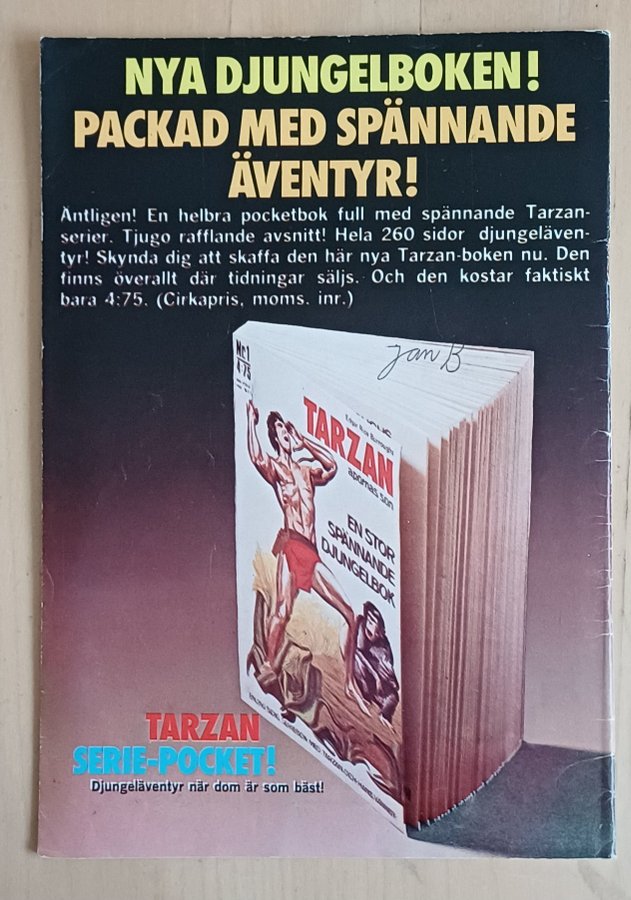 NYA DJUNGELBOKEN!
PACKAD MED SPÄNNANDE
ÄVENTYR!
Äntligen! En helbra pocketbok full med spännande Tarzan-
serier. Tjugo rafflande avsnitt! Hela 260 sidor djungeläven-
tyr! Skynda dig att skaffa den här nya Tarzan-boken nu. Den
finns överallt där tidningar säljs. Och den kostar faktiskt
bara 4:75. (Cirkapris, moms. inr.)
Jan B
Nr 1
4:75
Edgar Rice Burroughs
TARZAN
apornas son
EN STOR
SPÄNNANDE
DJUNGELBOK
TARZAN
SERIE-POCKET!
Djungeläventyr när dom är som bäst!